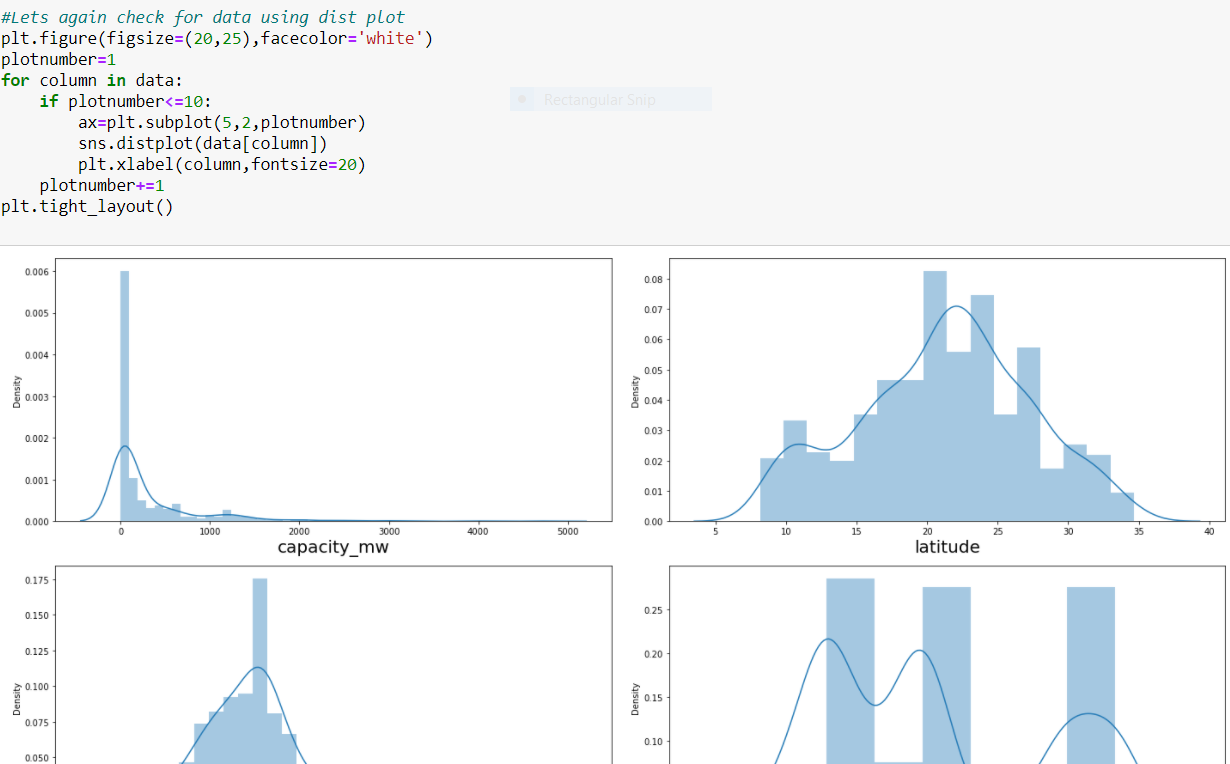 #Lets again check for data using dist plot
plt.figure(figsize=(20,25),facecolor='white')
plotnumber=1
for column in data:
    if plotnumber<=10:
        ax=plt.subplot(5,2,plotnumber)
        sns.distplot(data[column])
        plt.xlabel(column,fontsize=20)
    plotnumber+=1
plt.tight_layout()
Rectangular Snip
0.006
0.005
0.004
0.003
0.002
0.001
0.000
Density
0 1000 2000 3000 4000 5000
capacity_mw
0.08
0.07
0.06
0.05
0.04
0.03
0.02
0.01
0.00
Density
5 10 15 20 25 30 35 40
latitude
0.175
0.150
0.125
0.100
0.075
0.050
Density
0.25
0.20
0.15
0.10
Density